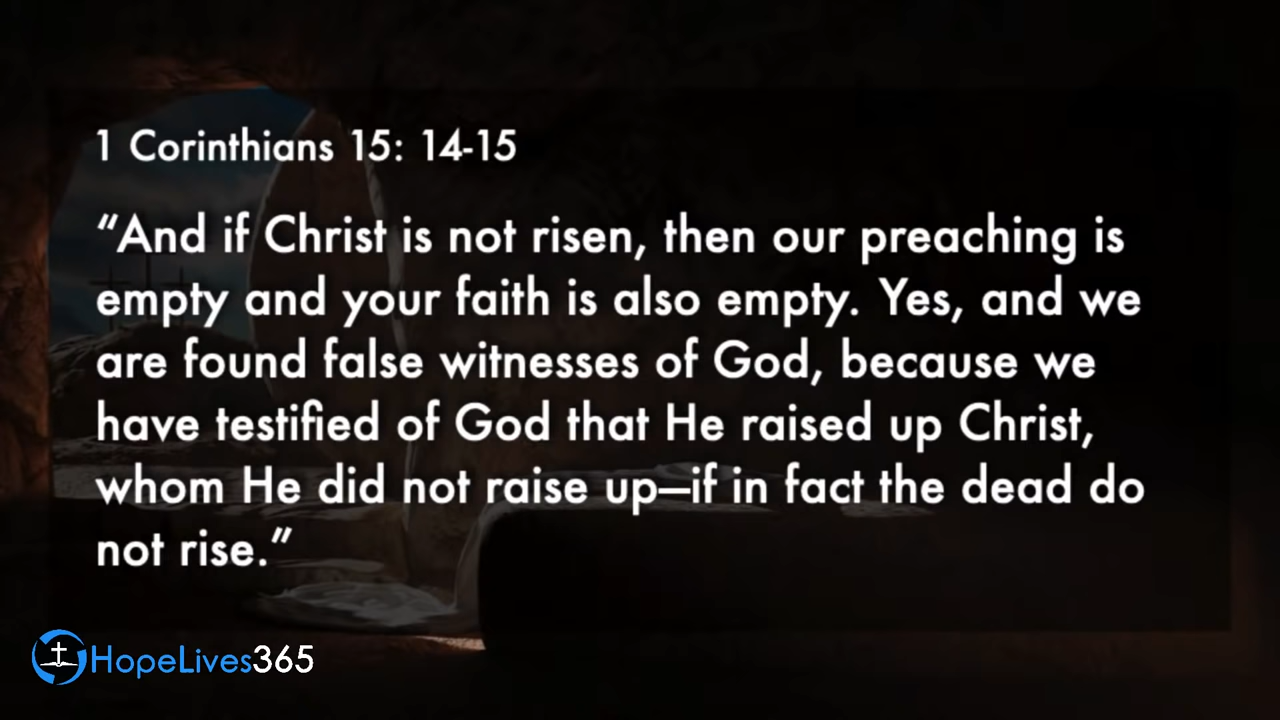 1 Corinthians 15: 14-15
“And if Christ is not risen, then our preaching is
empty and your faith is also empty. Yes, and we
are found false witnesses of God, because we
have testified of God that He raised up Christ,
whom He did not raise up—if in fact the dead do
not rise.”
HopeLives365